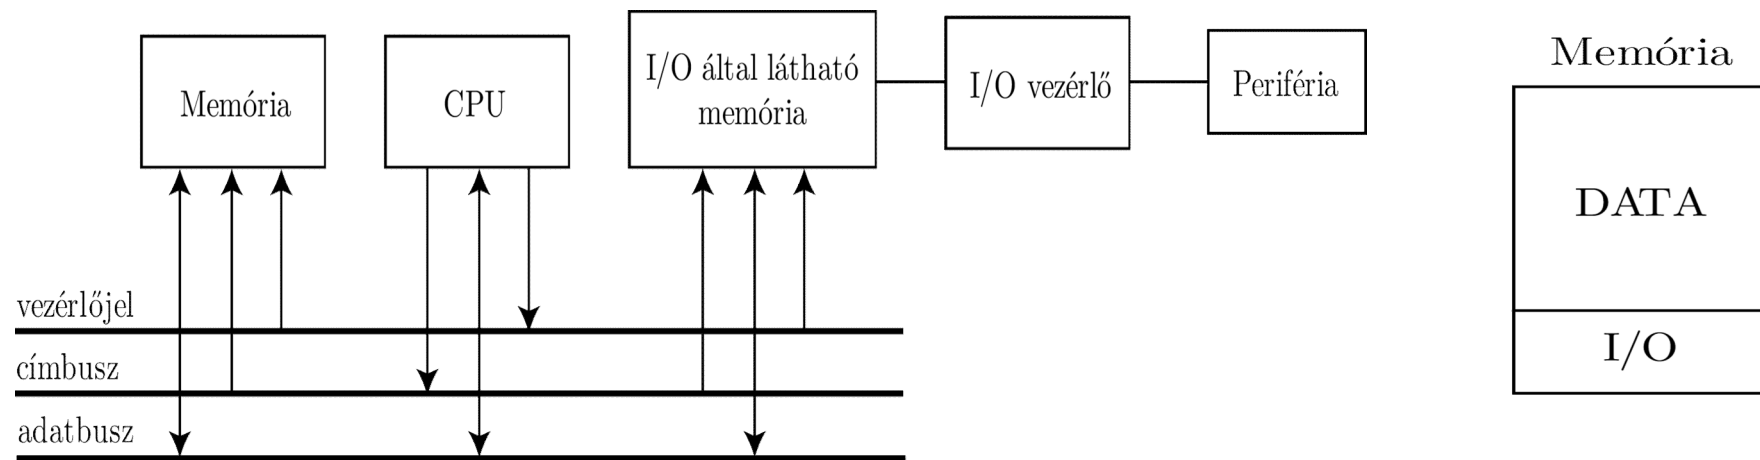 Memória
CPU
I/O által látható
memória
I/O vezérlő
Periféria
vezérlőjel
címbusz
adatbusz
Memória
DATA
I/O